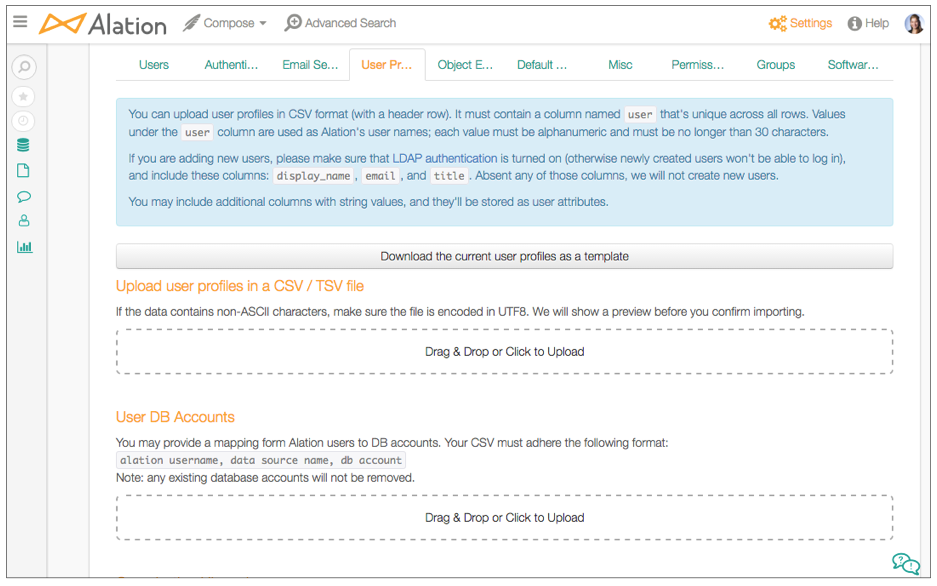 Alation
Compose
Advanced Search
Settings
Help
Users
Authenti...
Email Se...
User Pr...
Object E...
Default ...
Misc
Permiss...
Groups
Softwar...
You can upload user profiles in CSV format (with a header row). It must contain a column named user that's unique across all rows. Values
under the user column are used as Alation's user names; each value must be alphanumeric and must be no longer than 30 characters.
If you are adding new users, please make sure that LDAP authentication is turned on (otherwise newly created users won't be able to log in),
and include these columns: display_name, email, and title. Absent any of those columns, we will not create new users.
You may include additional columns with string values, and they'll be stored as user attributes.
Download the current user profiles as a template
Upload user profiles in a CSV / TSV file
If the data contains non-ASCII characters, make sure the file is encoded in UTF8. We will show a preview before you confirm importing.
Drag & Drop or Click to Upload
User DB Accounts
You may provide a mapping form Alation users to DB accounts. Your CSV must adhere the following format:
alation username, data source name, db account
Note: any existing database accounts will not be removed.
Drag & Drop or Click to Upload